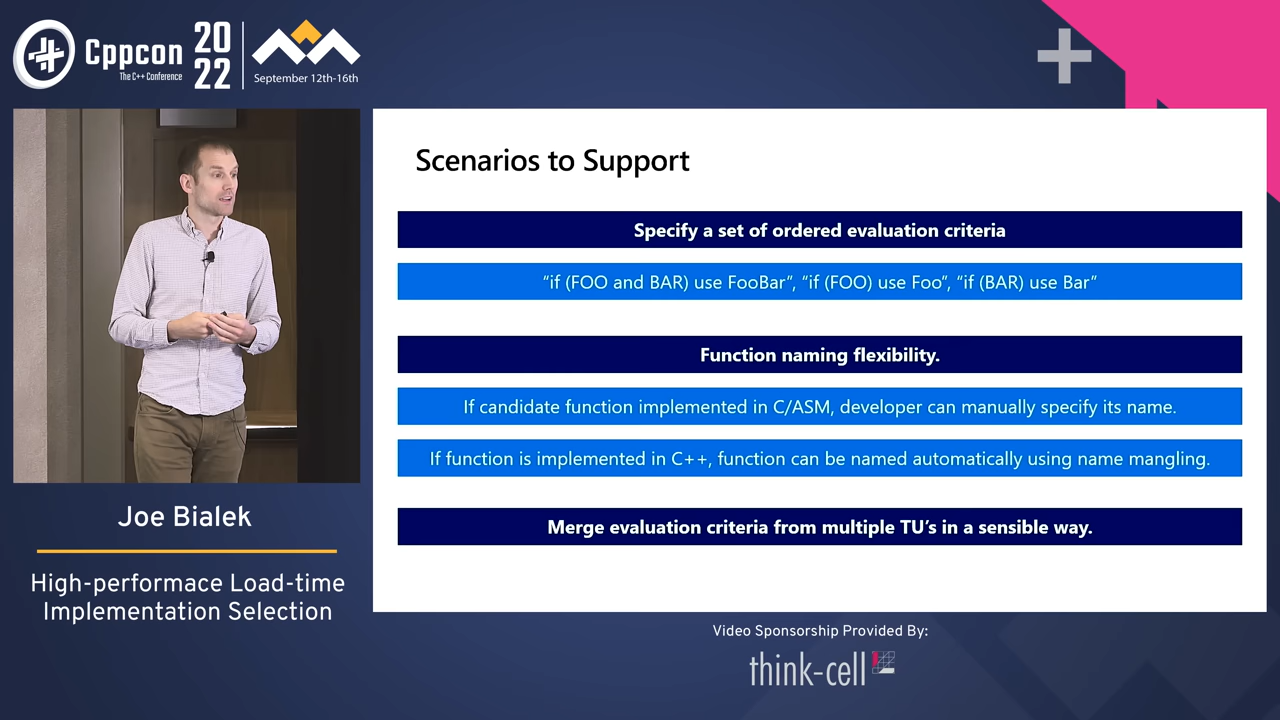 Cppcon
The C++ Conference
20
22
September 12th-16th
Scenarios to Support
Specify a set of ordered evaluation criteria
“if (FOO and BAR) use FooBar”, “if (FOO) use Foo”, “if (BAR) use Bar”
Function naming flexibility.
If candidate function implemented in C/ASM, developer can manually specify its name.
If function is implemented in C++, function can be named automatically using name mangling.
Merge evaluation criteria from multiple TU’s in a sensible way.
Joe Bialek
High-performace Load-time
Implementation Selection
Video Sponsorship Provided By:
think-cell